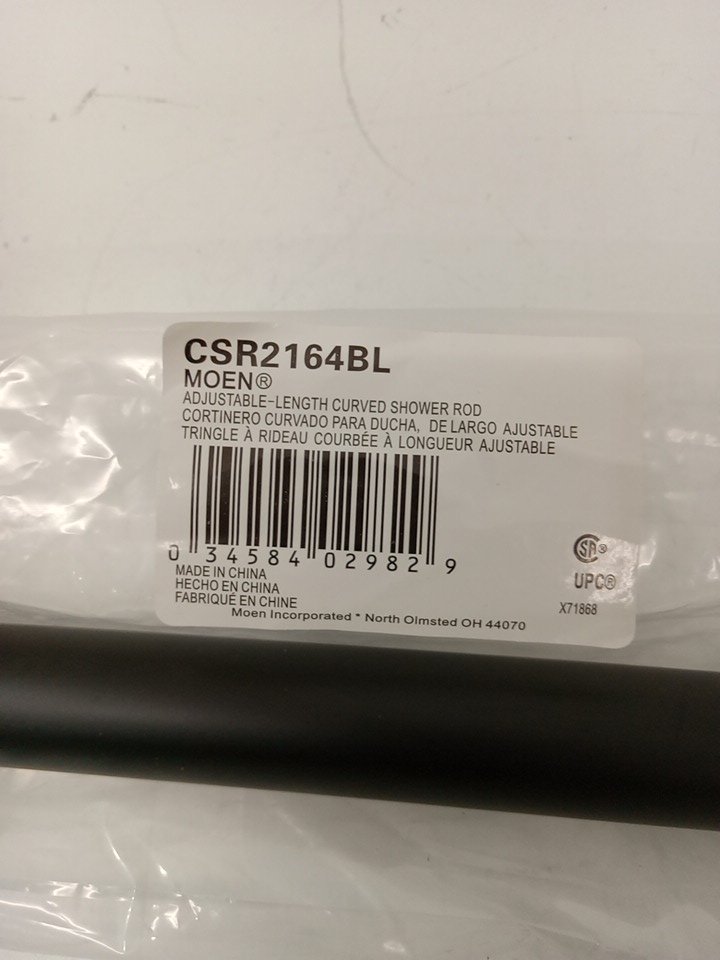 CSR2164BL
MOEN®
ADJUSTABLE-LENGTH CURVED SHOWER ROD
CORTINERO CURVADO PARA DUCHA, DE LARGO AJUSTABLE
TRINGLE À RIDEAU COURBÉE À LONGUEUR AJUSTABLE
0 34584 02982 9
MADE IN CHINA
HECHO EN CHINA
FABRIQUÉ EN CHINE
Moen Incorporated * North Olmsted OH 44070
SA®
UPC®
X71868